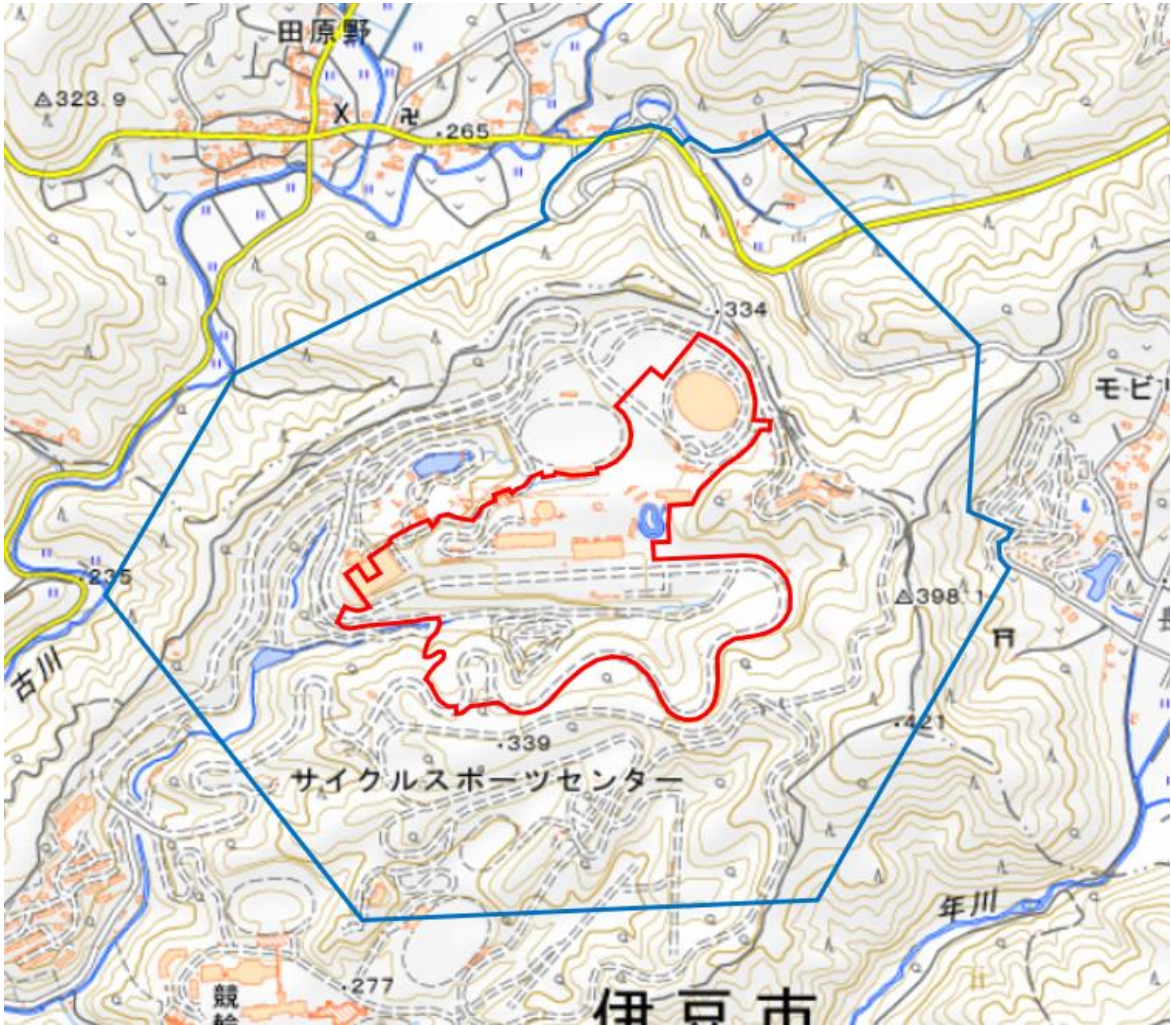 田原野
323.9
265
334
モビ
235
398.1
古川
421
339
サイクルスポーツセンター
年川
277
競輪
伊豆市